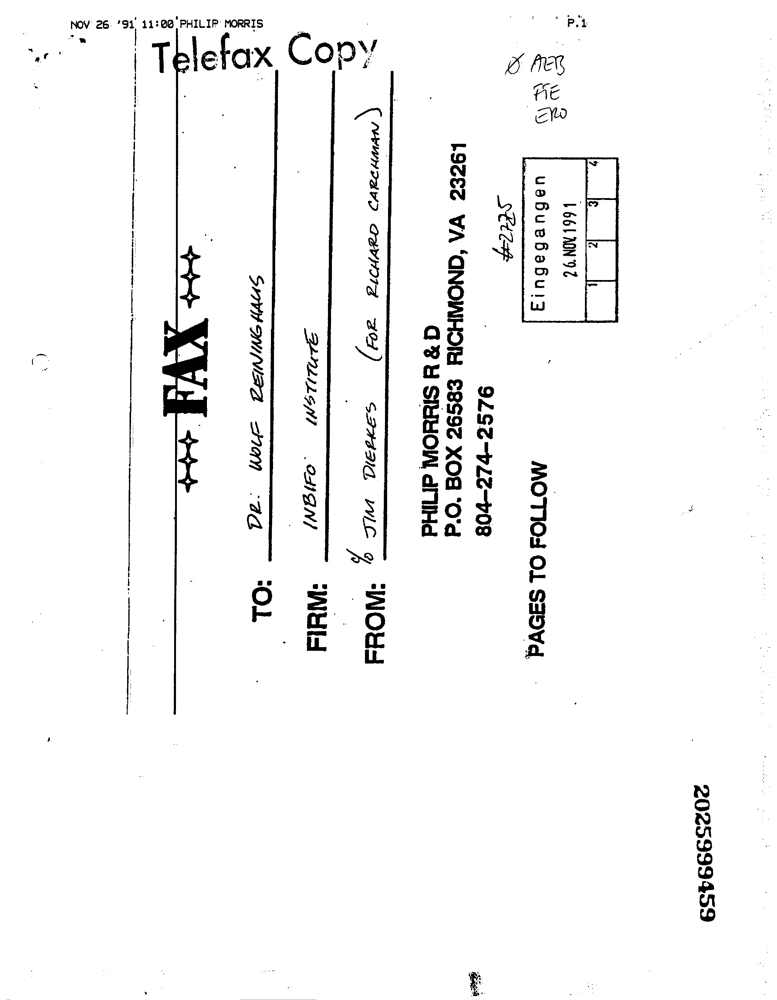 NOV 26 '91 11:00 PHILIP MORRIS P.1
Telefax Copy
Ø AEB
FTE
ERO
FAX
TO: DR. WOLF REININGHAUS
FIRM: INBIFO INSTITUTE
FROM: c/o JIM DIERKES (FOR RICHARD CARCHMAN)
PHILIP MORRIS R & D
P.O. BOX 26583 RICHMOND, VA 23261
804-274-2576
#2775
Eingegangen
26. NOV. 1991
1 2 3 4
PAGES TO FOLLOW
2025999459